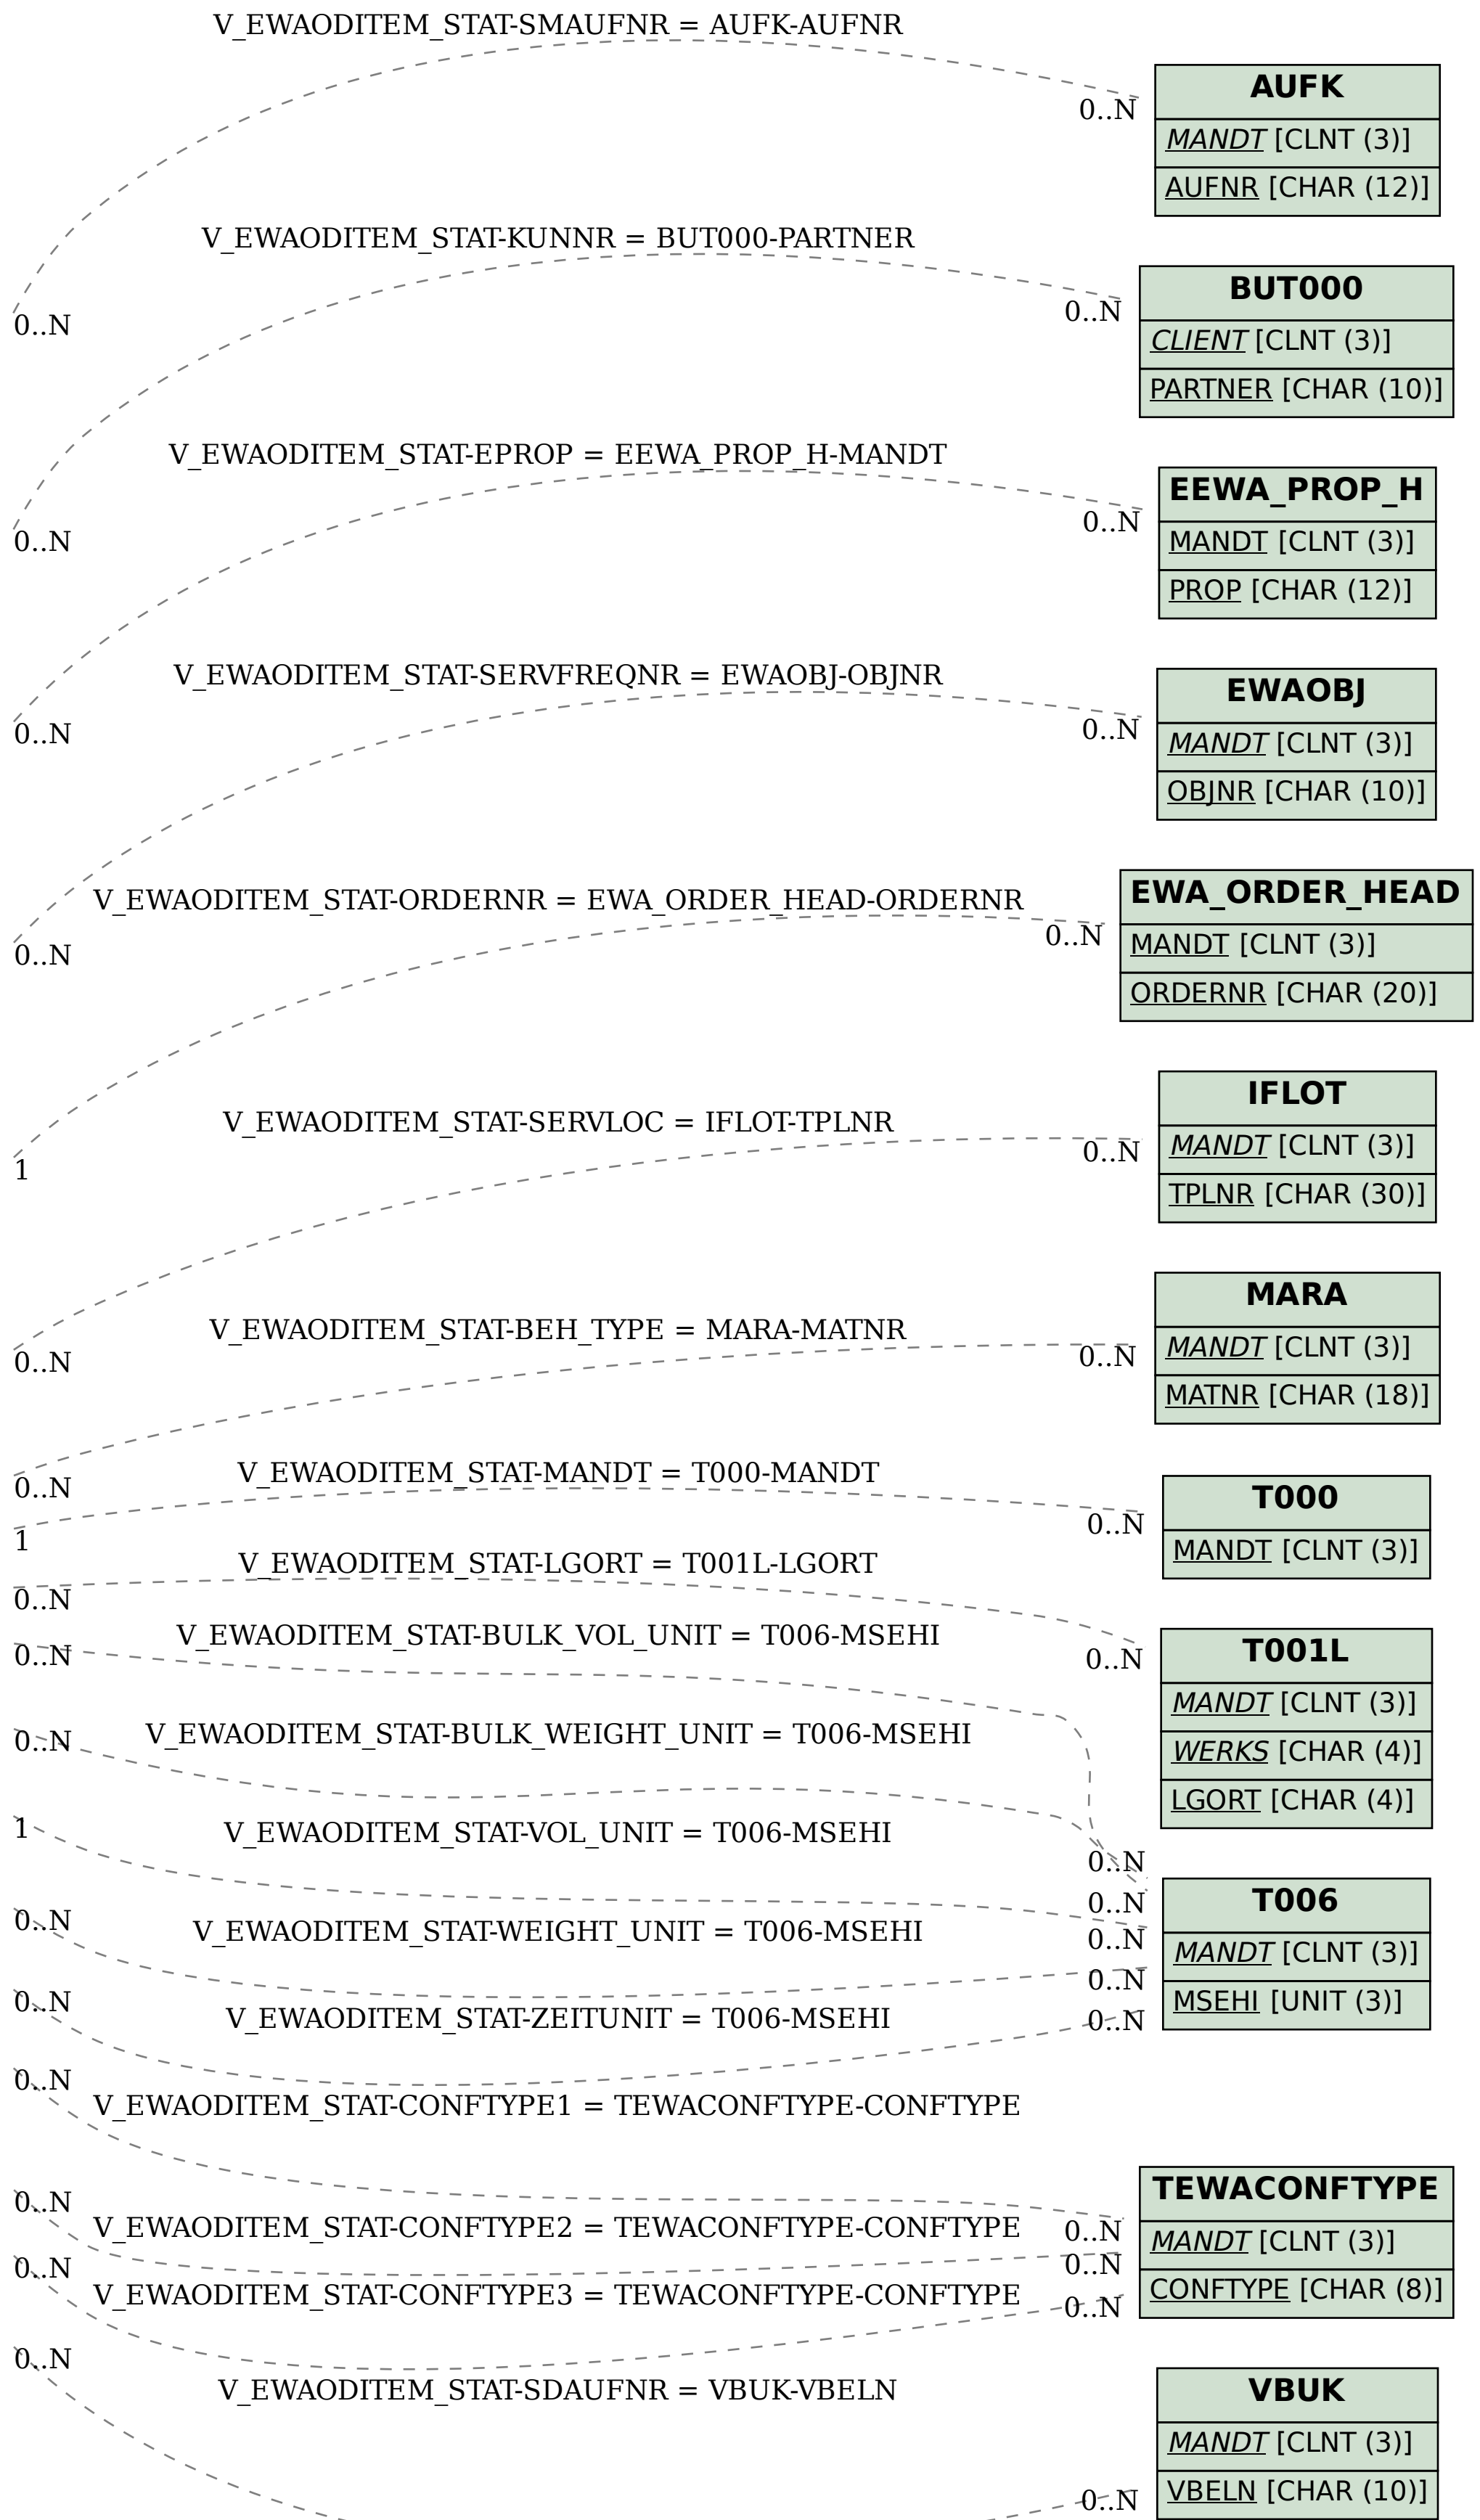 V_EWAODITEM_STAT-SMAUFNR = AUFK-AUFNR
0..N
0..N
AUFK
MANDT [CLNT (3)]
AUFNR [CHAR (12)]
V_EWAODITEM_STAT-KUNNR = BUT000-PARTNER
0..N
0..N
BUT000
CLIENT [CLNT (3)]
PARTNER [CHAR (10)]
V_EWAODITEM_STAT-EPROP = EEWA_PROP_H-MANDT
0..N
0..N
EEWA_PROP_H
MANDT [CLNT (3)]
PROP [CHAR (12)]
V_EWAODITEM_STAT-SERVFREQNR = EWAOBJ-OBJNR
0..N
0..N
EWAOBJ
MANDT [CLNT (3)]
OBJNR [CHAR (10)]
V_EWAODITEM_STAT-ORDERNR = EWA_ORDER_HEAD-ORDERNR
0..N
1
EWA_ORDER_HEAD
MANDT [CLNT (3)]
ORDERNR [CHAR (20)]
V_EWAODITEM_STAT-SERVLOC = IFLOT-TPLNR
0..N
0..N
IFLOT
MANDT [CLNT (3)]
TPLNR [CHAR (30)]
V_EWAODITEM_STAT-BEH_TYPE = MARA-MATNR
0..N
0..N
MARA
MANDT [CLNT (3)]
MATNR [CHAR (18)]
V_EWAODITEM_STAT-MANDT = T000-MANDT
0..N
1
T000
MANDT [CLNT (3)]
V_EWAODITEM_STAT-LGORT = T001L-LGORT
0..N
0..N
T001L
MANDT [CLNT (3)]
WERKS [CHAR (4)]
LGORT [CHAR (4)]
V_EWAODITEM_STAT-BULK_VOL_UNIT = T006-MSEHI
0..N
0..N
V_EWAODITEM_STAT-BULK_WEIGHT_UNIT = T006-MSEHI
0..N
0..N
V_EWAODITEM_STAT-VOL_UNIT = T006-MSEHI
1
0..N
V_EWAODITEM_STAT-WEIGHT_UNIT = T006-MSEHI
0..N
0..N
V_EWAODITEM_STAT-ZEITUNIT = T006-MSEHI
0..N
0..N
T006
MANDT [CLNT (3)]
MSEHI [UNIT (3)]
V_EWAODITEM_STAT-CONFTYPE1 = TEWACONFTYPE-CONFTYPE
0..N
0..N
V_EWAODITEM_STAT-CONFTYPE2 = TEWACONFTYPE-CONFTYPE
0..N
0..N
V_EWAODITEM_STAT-CONFTYPE3 = TEWACONFTYPE-CONFTYPE
0..N
0..N
TEWACONFTYPE
MANDT [CLNT (3)]
CONFTYPE [CHAR (8)]
V_EWAODITEM_STAT-SDAUFNR = VBUK-VBELN
0..N
0..N
VBUK
MANDT [CLNT (3)]
VBELN [CHAR (10)]